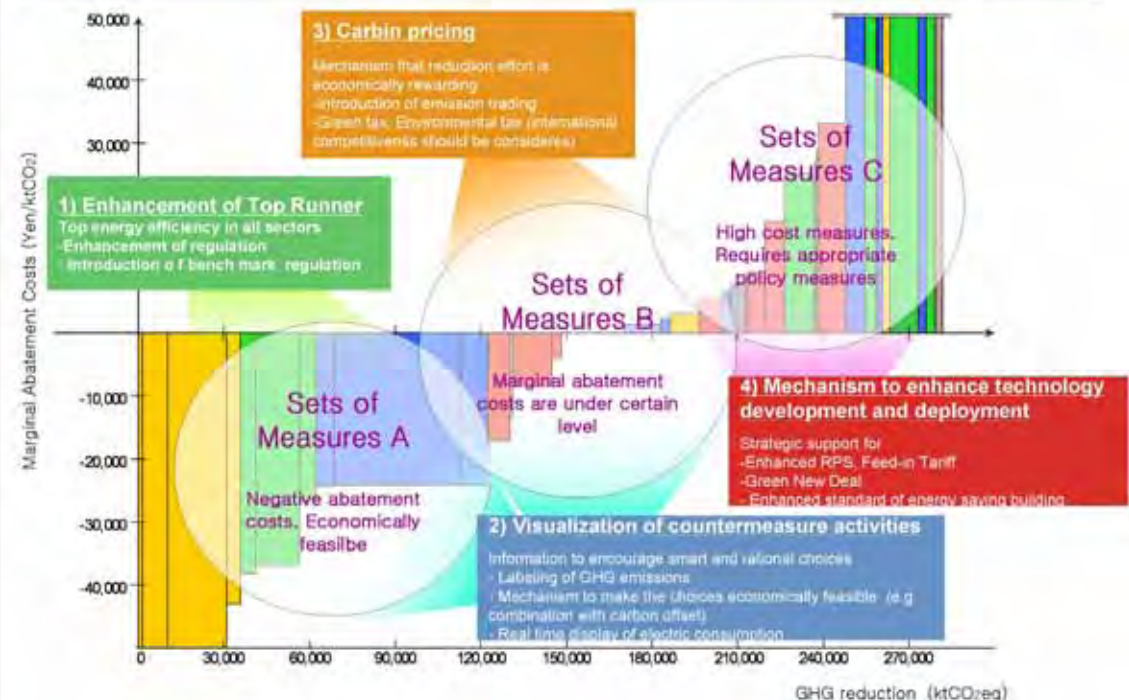 50,000
40,000
30,000
-10,000
-20,000
-30,000
-40,000
Marginal Abatement Costs (Yen/ktCO2)
3) Carbin pricing
Mechanism that reduction effort is
economically rewarding
-Introduction of emission trading
-Green tax, Environmental tax (international
competitivenss should be consideres)
1) Enhancement of Top Runner
Top energy efficiency in all sectors
-Enhancement of regulation
- Introduction of bench mark regulation
Sets of
Measures C
High cost measures.
Requires appropriate
policy measures
Sets of
Measures B
Marginal abatement
costs are under certain
level
Sets of
Measures A
Negative abatement
costs. Economically
feasilbe
4) Mechanism to enhance technology
development and deployment
Strategic support for
-Enhanced RPS, Feed-in Tariff
-Green New Deal
- Enhanced standard of energy saving building
2) Visualization of countermeasure activities
Information to encourage smart and rational choices
- Labeling of GHG emissions
- Mechanism to make the choices economically feasible (e.g
combination with carbon offset)
- Real time display of electric consumption
0 30,000 60,000 90,000 120,000 150,000 180,000 210,000 240,000 270,000
GHG reduction (ktCO2eq)